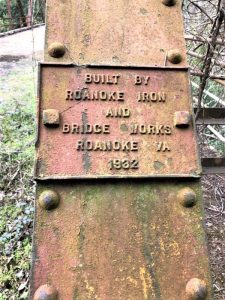 BUILT BY
ROANOKE IRON
AND
BRIDGE WORKS
ROANOKE VA
1932